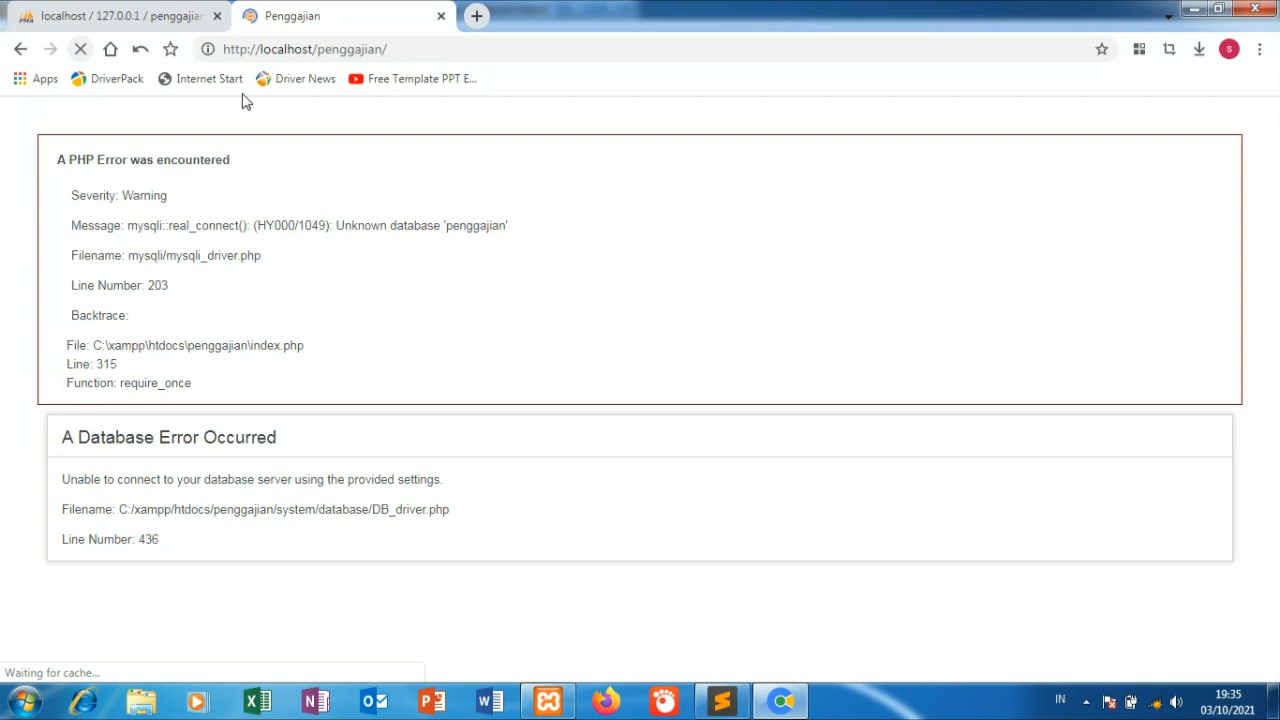 localhost / 127.0.0.1 / penggajian
Penggajian
http://localhost/penggajian/
S
Apps
DriverPack
Internet Start
Driver News
Free Template PPT E...
A PHP Error was encountered
Severity: Warning
Message: mysqli::real_connect(): (HY000/1049): Unknown database 'penggajian'
Filename: mysqli/mysqli_driver.php
Line Number: 203
Backtrace:
File: C:\xampp\htdocs\penggajian\index.php
Line: 315
Function: require_once
A Database Error Occurred
Unable to connect to your database server using the provided settings.
Filename: C:/xampp/htdocs/penggajian/system/database/DB_driver.php
Line Number: 436
Waiting for cache...
IN
19:35
03/10/2021